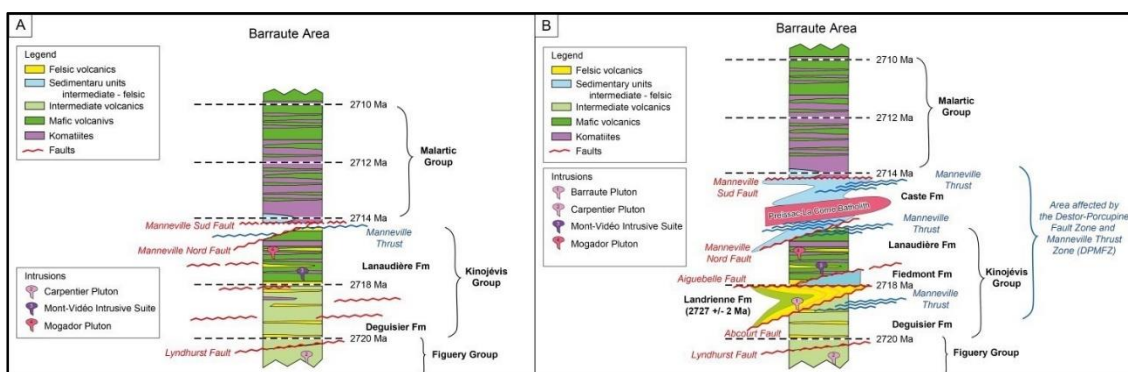 A
Barraute Area
Legend
Felsic volcanics
Sedimentaru units
intermediate - felsic
Intermediate volcanics
Mafic volcanivs
Komatiites
Faults
Intrusions
Carpentier Pluton
Mont-Vidéo Intrusive Suite
Mogador Pluton
2710 Ma
2712 Ma
2714 Ma
2718 Ma
2720 Ma
Malartic
Group
Manneville Sud Fault
Manneville Nord Fault
Manneville
Thrust
Lanaudière Fm
Kinojévis
Group
Deguisier Fm
Lyndhurst Fault
Figuery Group
B
Barraute Area
Legend
Felsic volcanics
Sedimentary units
intermediate - felsic
Intermediate volcanics
Mafic volcanics
Komatiites
Faults
Intrusions
Barraute Pluton
Carpentier Pluton
Mont-Vidéo Intrusive Suite
Mogador Pluton
2710 Ma
2712 Ma
2714 Ma
2718 Ma
2720 Ma
Malartic
Group
Manneville
Sud Fault
Manneville
Thrust
Caste Fm
Manneville
Thrust
Manneville
Nord Fault
Lanaudière Fm
Aiguebelle Fault
Fiedmont Fm
Kinojévis
Group
Landrienne Fm
(2727 +/- 2 Ma)
Manneville
Thrust
Abcourt Fault
Deguisier Fm
Lyndhurst Fault
Figuery Group
Area affected by
the Destor-Porcupine
Fault Zone and
Manneville Thrust
Zone (DPMFZ)